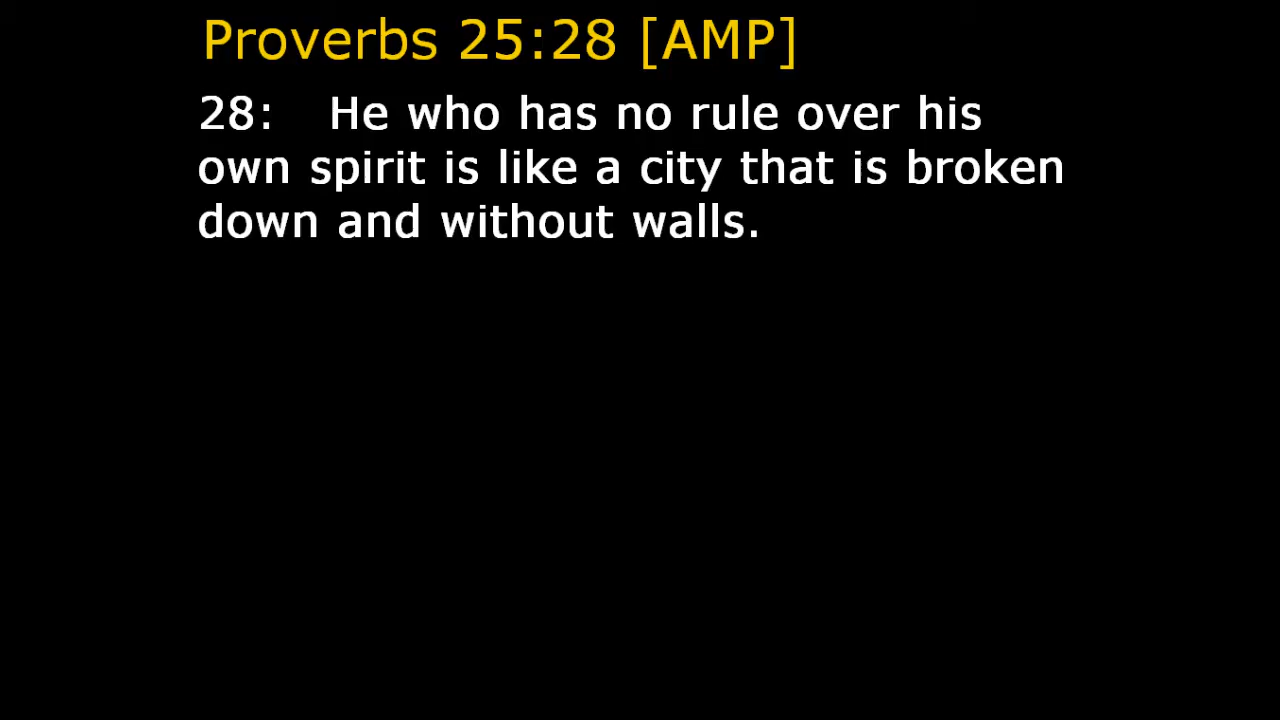 Proverbs 25:28 [AMP]
28: He who has no rule over his
own spirit is like a city that is broken
down and without walls.